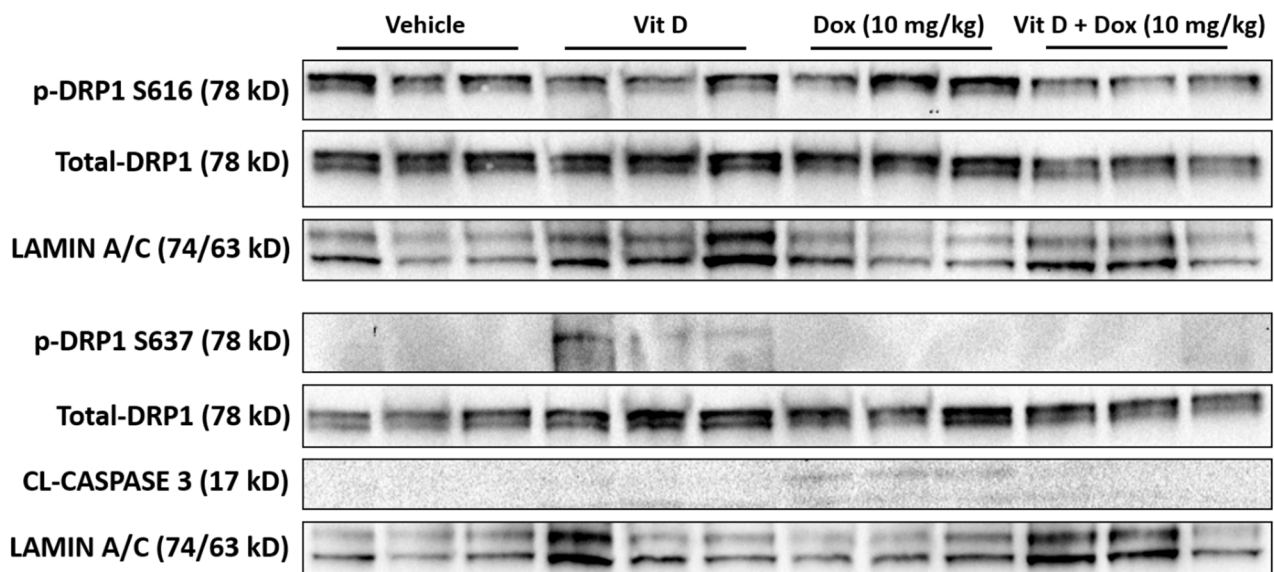 Vehicle Vit D Dox (10 mg/kg) Vit D + Dox (10 mg/kg)
p-DRP1 S616 (78 kD)
Total-DRP1 (78 kD)
LAMIN A/C (74/63 kD)
p-DRP1 S637 (78 kD)
Total-DRP1 (78 kD)
CL-CASPASE 3 (17 kD)
LAMIN A/C (74/63 kD)